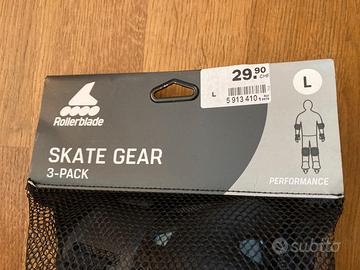 Rollerblade
SKATE GEAR
3-PACK
29.90
CHF
L
5 913 410
L
PERFORMANCE
subito